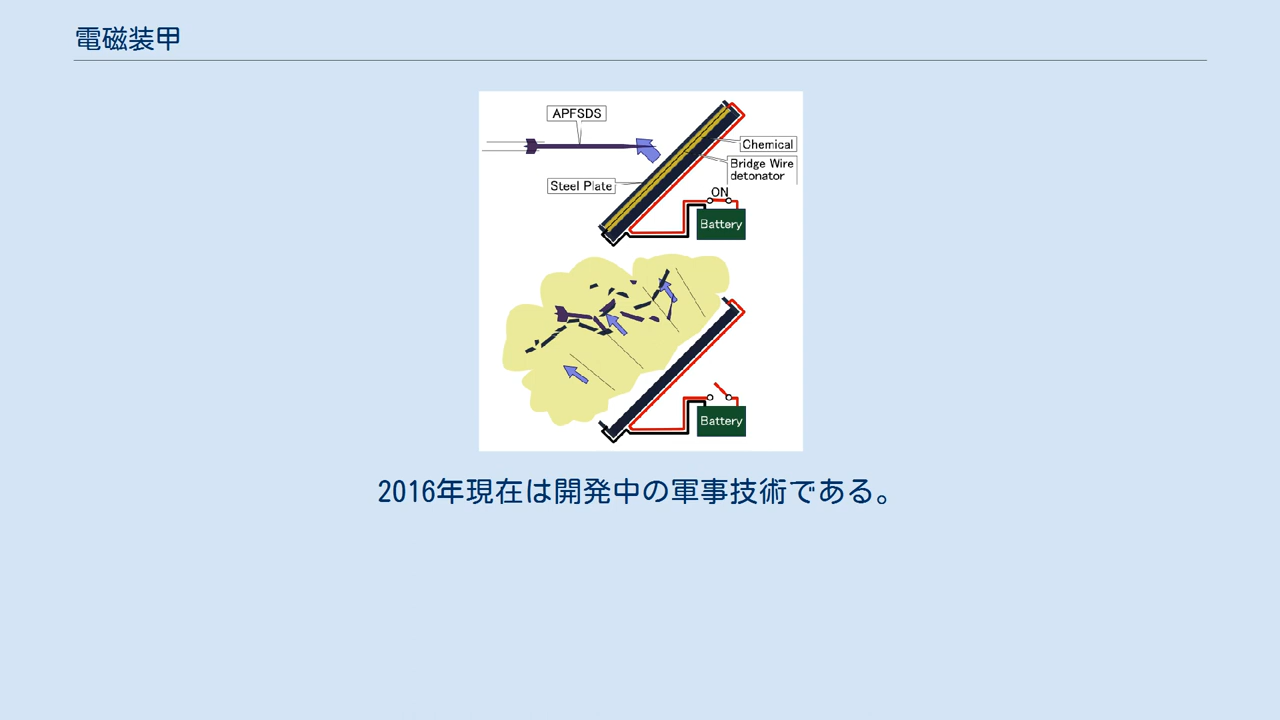 電磁装甲
APFSDS
Chemical
Bridge Wire
detonator
Steel Plate
ON
Battery
Battery
2016年現在は開発中の軍事技術である。